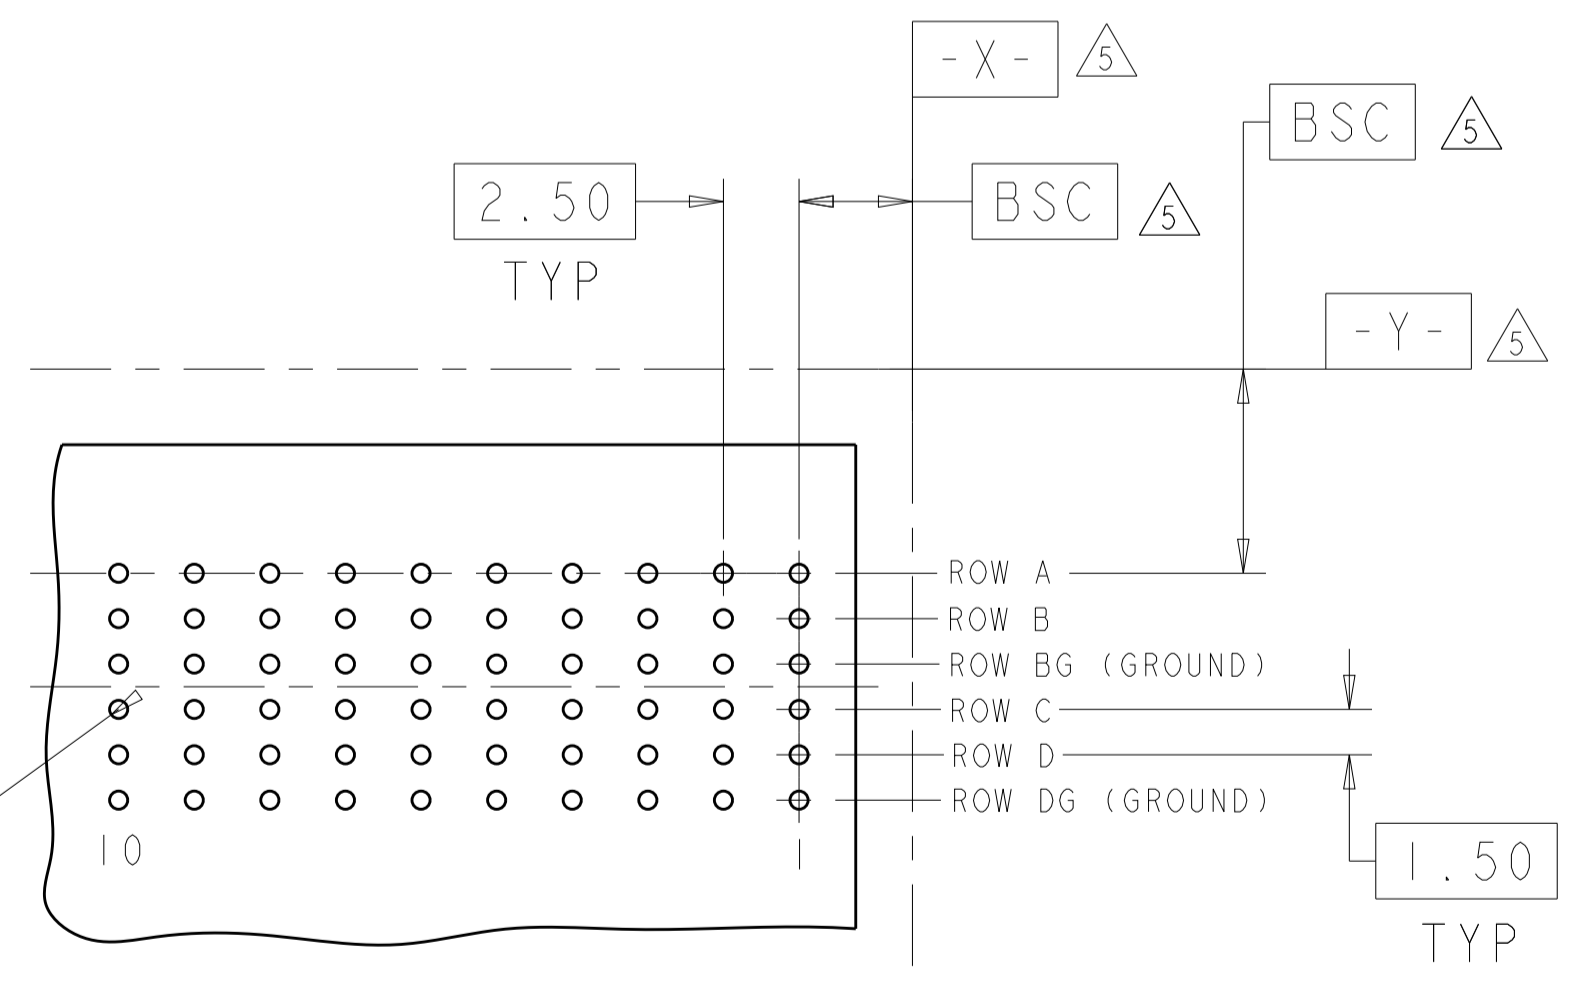 -X- 5
BSC 5
2.50 BSC 5
TYP
-Y- 5
ROW A
ROW B
ROW BG (GROUND)
ROW C
ROW D
ROW DG (GROUND)
10 1
1.50
TYP